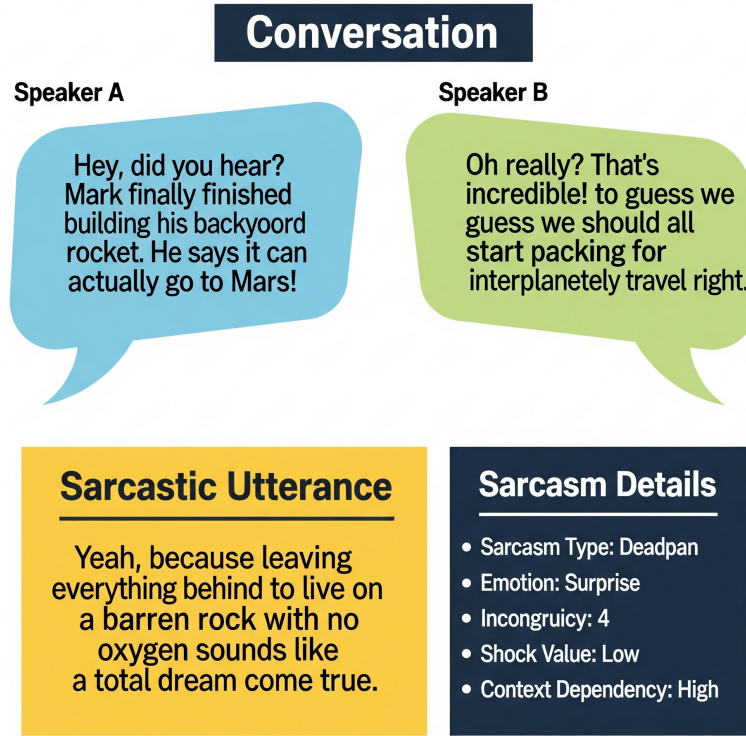 Conversation
Speaker A
Hey, did you hear?
Mark finally finished
building his backyoord
rocket. He says it can
actually go to Mars!
Speaker B
Oh really? That's
incredible! to guess we
guess we should all
start packing for
interplanetely travel right.
Sarcastic Utterance
Yeah, because leaving
everything behind to live on
a barren rock with no
oxygen sounds like
a total dream come true.
Sarcasm Details
• Sarcasm Type: Deadpan
• Emotion: Surprise
• Incongruicy: 4
• Shock Value: Low
• Context Dependency: High